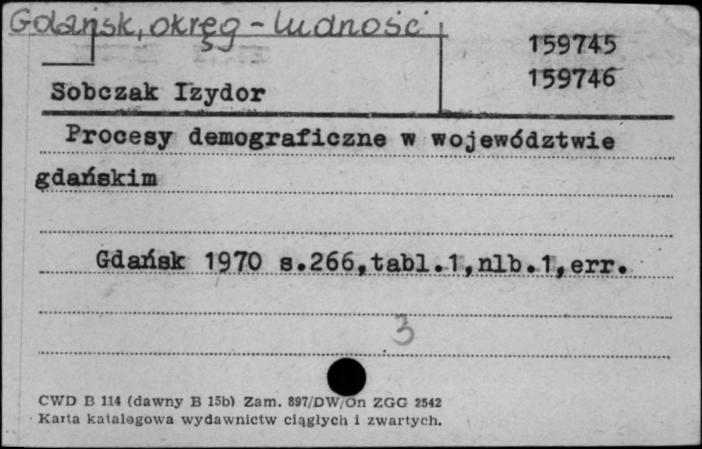 Gdańsk, okręg - ludność
159745
159746
Sobczak Izydor
Procesy demograficzne w województwie
gdańskim
Gdańsk 1970 s.266,tabl.1,nlb.1,err.
3
CWD B 114 (dawny B 15b) Zam. 897/DW/On ZGG 2542
Karta katalogowa wydawnictw ciągłych i zwartych.